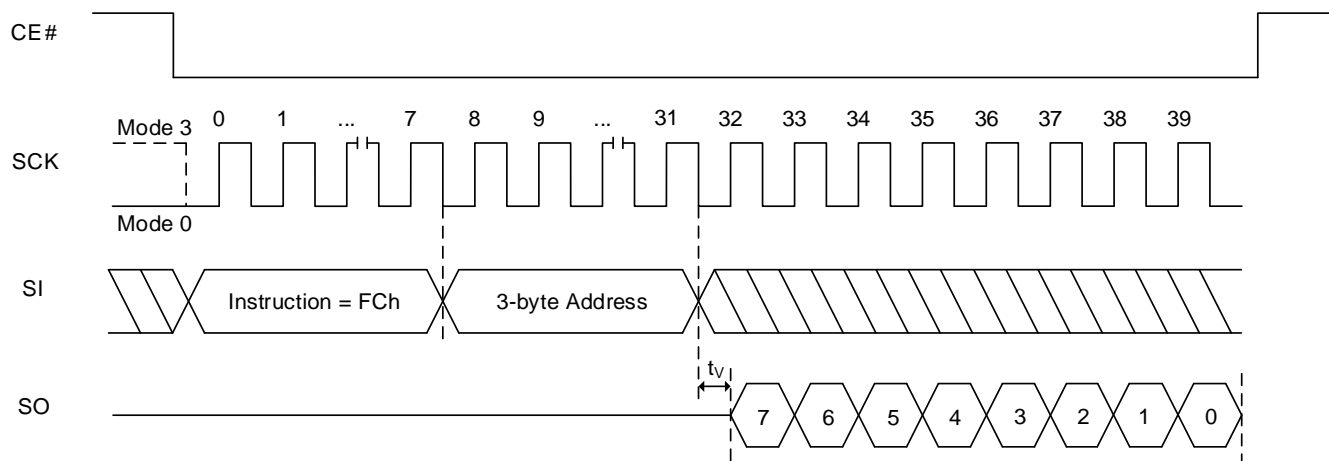 CE#
Mode 3 0 1 ... 7 8 9 ... 31 32 33 34 35 36 37 38 39
SCK
Mode 0
SI Instruction = FCh 3-byte Address
tV
SO 7 6 5 4 3 2 1 0